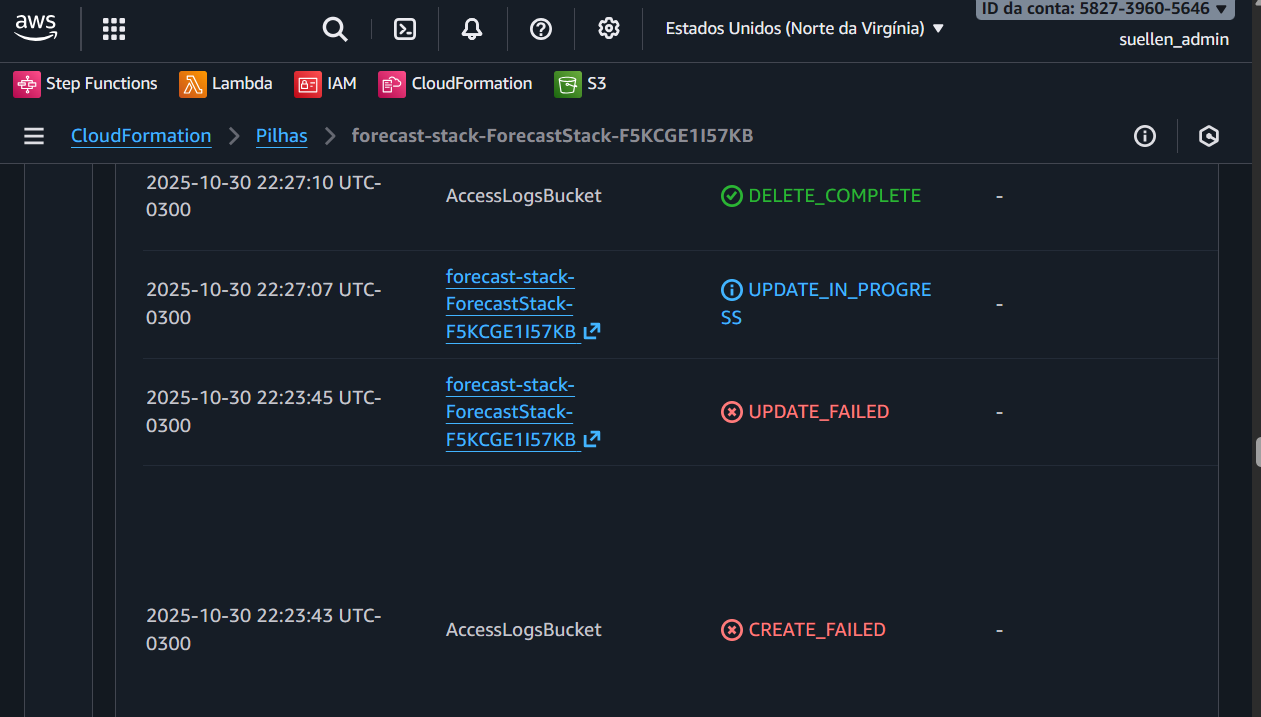 aws
ID da conta: 5827-3960-5646
Estados Unidos (Norte da Virgínia)
suellen_admin
Step Functions
Lambda
IAM
CloudFormation
S3
CloudFormation
Pilhas
forecast-stack-ForecastStack-F5KCGE1I57KB
2025-10-30 22:27:10 UTC-
0300
AccessLogsBucket
DELETE_COMPLETE
-
2025-10-30 22:27:07 UTC-
0300
forecast-stack-
ForecastStack-
F5KCGE1I57KB
UPDATE_IN_PROGRE
SS
-
2025-10-30 22:23:45 UTC-
0300
forecast-stack-
ForecastStack-
F5KCGE1I57KB
UPDATE_FAILED
-
2025-10-30 22:23:43 UTC-
0300
AccessLogsBucket
CREATE_FAILED
-